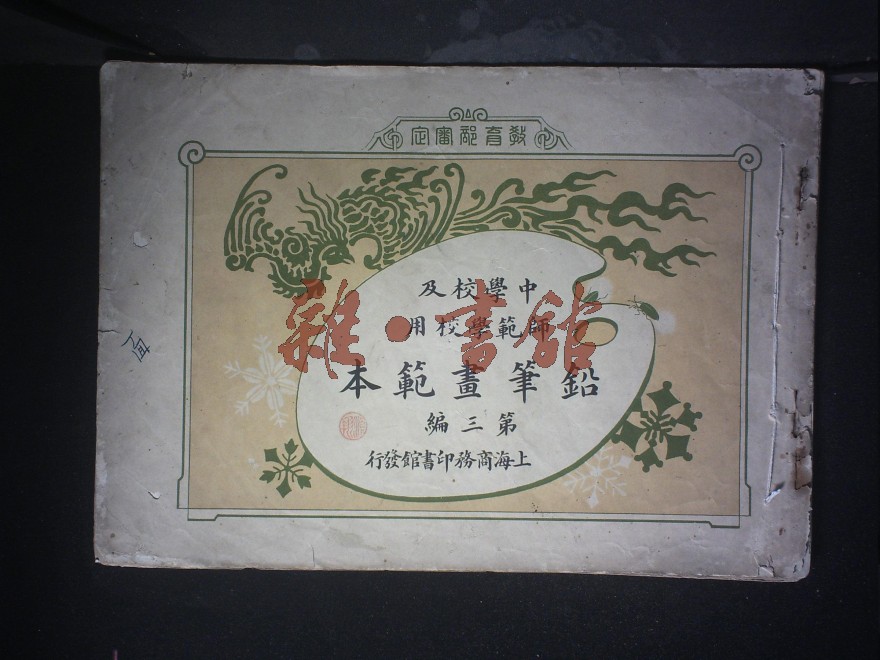 教育部審定
中學校及
師範學校用
鉛筆畫範本
第三編
上海商務印書館發行
雜·書館